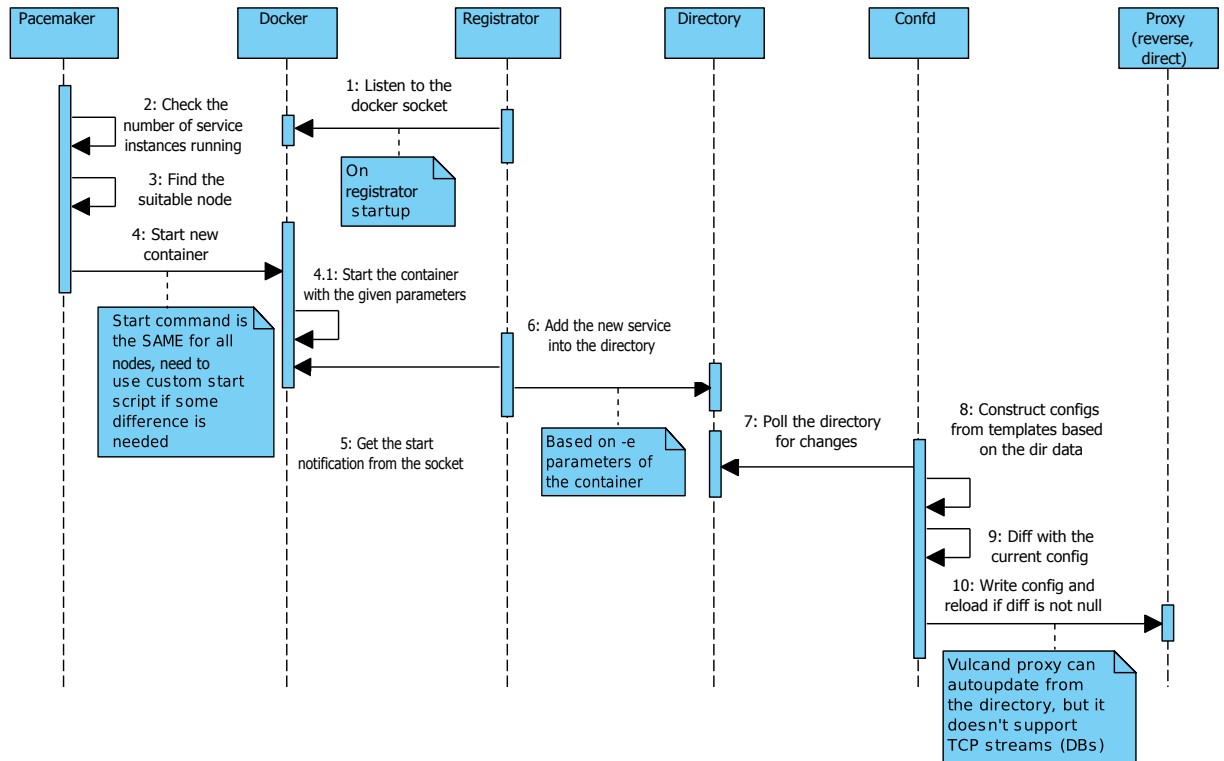 Pacemaker
Docker
Registrator
Directory
Confd
Proxy
(reverse,
direct)
1: Listen to the
docker socket
2: Check the
number of service
instances running
On
registrator
startup
3: Find the
suitable node
4: Start new
container
4.1: Start the container
with the given parameters
Start command is
the SAME for all
nodes, need to
use custom start
script if some
difference is
needed
6: Add the new service
into the directory
5: Get the start
notification from the socket
Based on -e
parameters of
the container
7: Poll the directory
for changes
8: Construct configs
from templates based
on the dir data
9: Diff with the
current config
10: Write config and
reload if diff is not null
Vulcand proxy can
autoupdate from
the directory, but it
doesn't support
TCP streams (DBs)